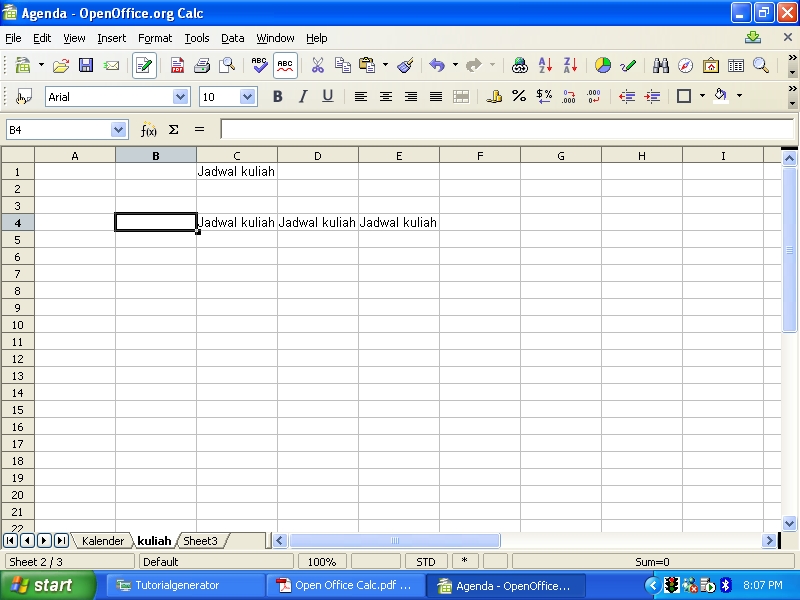 Agenda - OpenOffice.org Calc
File Edit View Insert Format Tools Data Window Help
ABC ABC
Arial 10 B I U
B4 f(x) Σ =
A B C D E F G H I
1 Jadwal kuliah
2
3
4 Jadwal kuliah Jadwal kuliah Jadwal kuliah
5
6
7
8
9
10
11
12
13
14
15
16
17
18
19
20
21
22
Kalender kuliah Sheet3
Sheet 2 / 3 Default 100% STD * Sum=0
start Tutorialgenerator Open Office Calc.pdf ... Agenda - OpenOffice... 8:07 PM